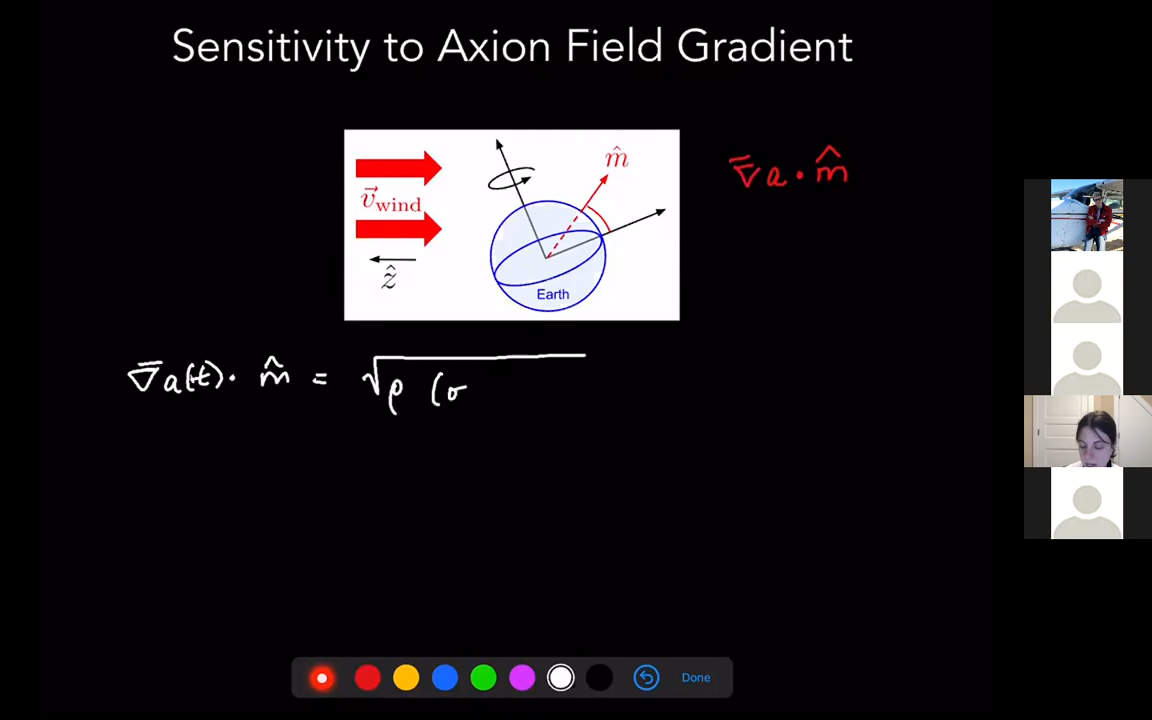 Sensitivity to Axion Field Gradient
m̂
∇⃗a · m̂
v⃗wind
ẑ
Earth
∇̄a(t) · m̂ = √ρ (σ
Done